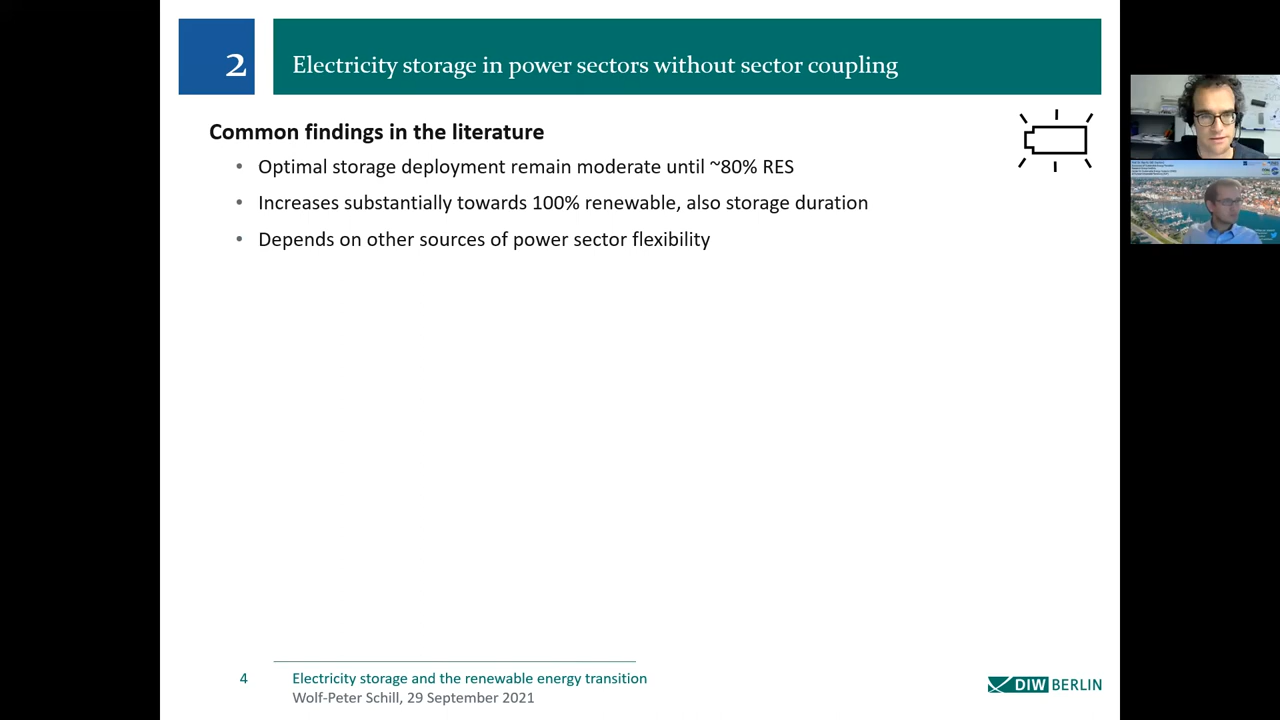 2
Electricity storage in power sectors without sector coupling
Common findings in the literature
• Optimal storage deployment remain moderate until ~80% RES
• Increases substantially towards 100% renewable, also storage duration
• Depends on other sources of power sector flexibility
4
Electricity storage and the renewable energy transition
Wolf-Peter Schill, 29 September 2021
DIW BERLIN